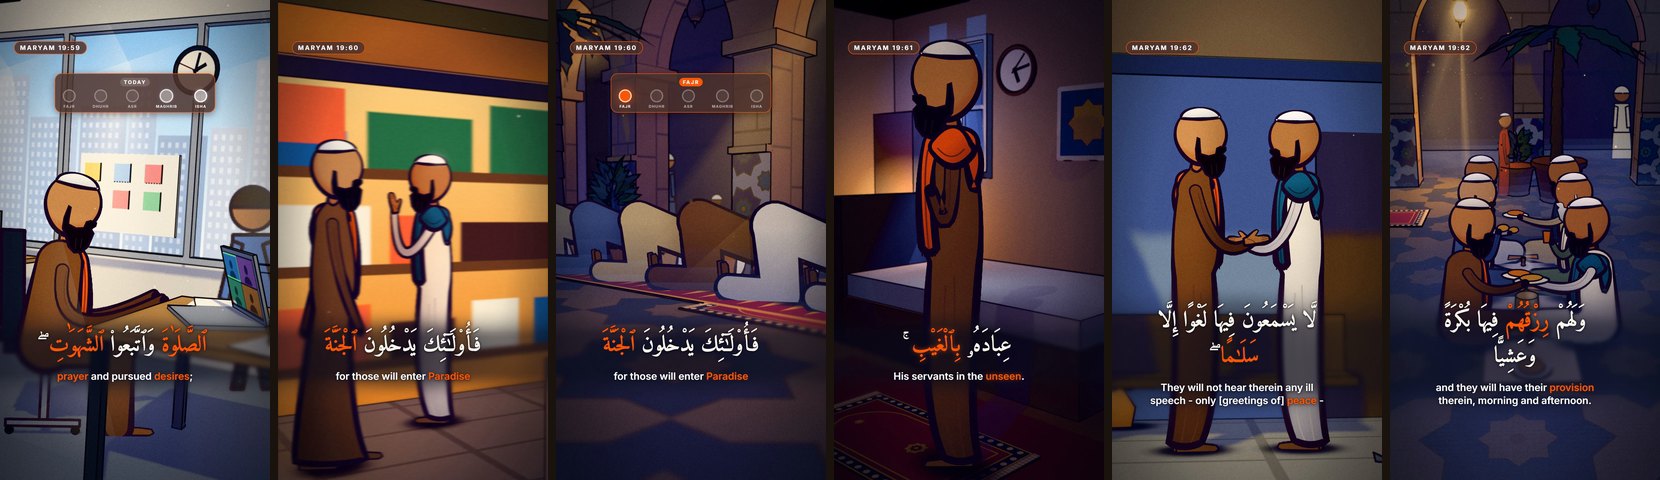 MARYAM 19:59
TODAY
FAJR DHUHR ASR MAGHRIB ISHA
ٱلصَّلَوٰةَ وَٱتَّبَعُوا۟ ٱلشَّهَوَٰتِ ۖ
prayer and pursued desires;
MARYAM 19:60
فَأُو۟لَـٰٓئِكَ يَدْخُلُونَ ٱلْجَنَّةَ
for those will enter Paradise
MARYAM 19:60
FAJR
FAJR DHUHR ASR MAGHRIB ISHA
فَأُو۟لَـٰٓئِكَ يَدْخُلُونَ ٱلْجَنَّةَ
for those will enter Paradise
MARYAM 19:61
عِبَادَهُۥ بِٱلْغَيْبِ ۚ
His servants in the unseen.
MARYAM 19:62
لَّا يَسْمَعُونَ فِيهَا لَغْوًا إِلَّا
سَلَـٰمًا ۖ
They will not hear therein any ill
speech - only [greetings of] peace -
MARYAM 19:62
وَلَهُمْ رِزْقُهُمْ فِيهَا بُكْرَةً
وَعَشِيًّا
and they will have their provision
therein, morning and afternoon.